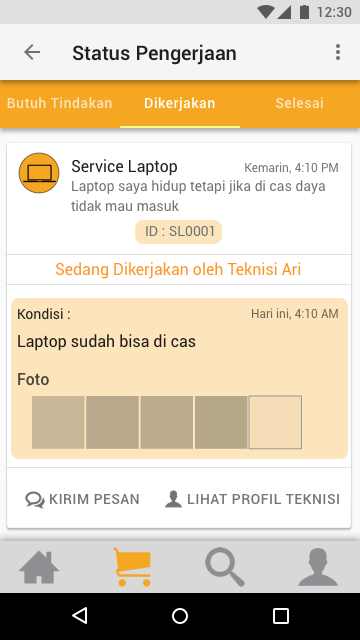 12:30
Status Pengerjaan
Butuh Tindakan Dikerjakan Selesai
Service Laptop Kemarin, 4:10 PM
Laptop saya hidup tetapi jika di cas daya
tidak mau masuk
ID : SL0001
Sedang Dikerjakan oleh Teknisi Ari
Kondisi : Hari ini, 4:10 AM
Laptop sudah bisa di cas
Foto
KIRIM PESAN LIHAT PROFIL TEKNISI